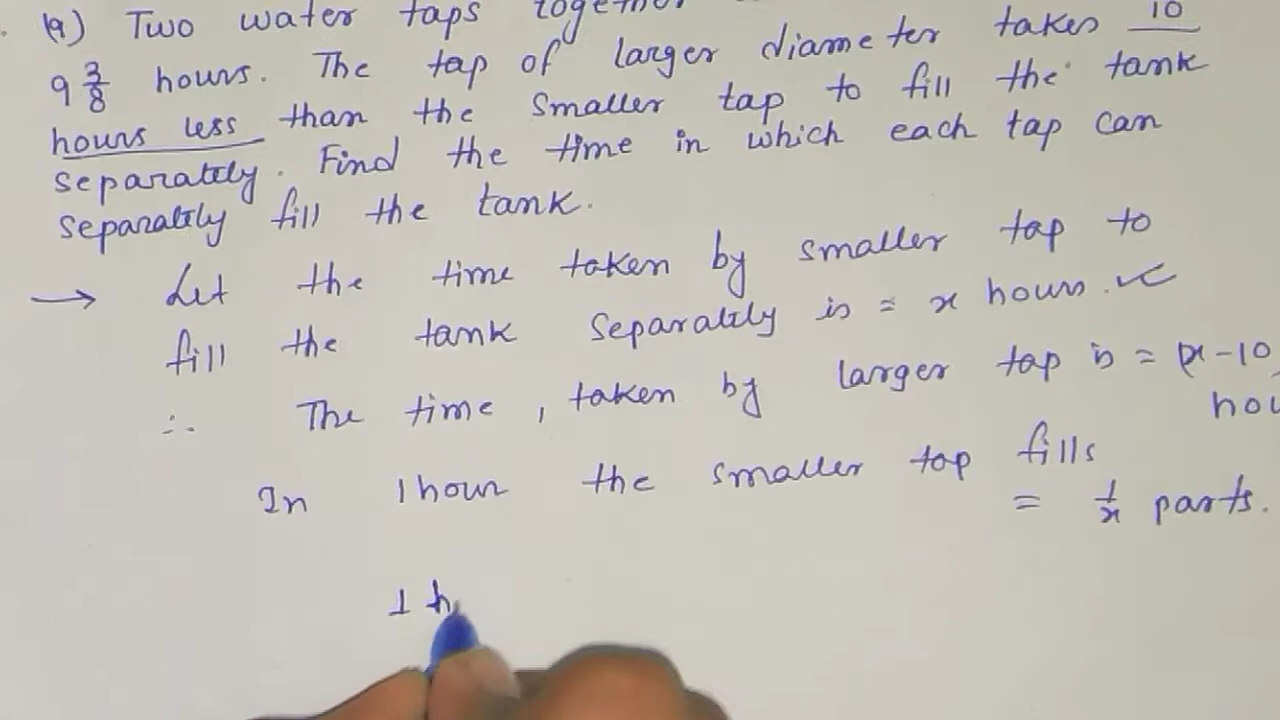 . (9) Two water taps together
9 3/8 hours. The tap of larger diameter takes 10
hours less than the smaller tap to fill the tank
separately. Find the time in which each tap can
separately fill the tank.
→ Let the time taken by smaller tap to
fill the tank separately is = x hours.
∴ The time, taken by larger tap is = (x-10)
hou
In 1 hour the smaller tap fills
= 1/x parts.
1 h